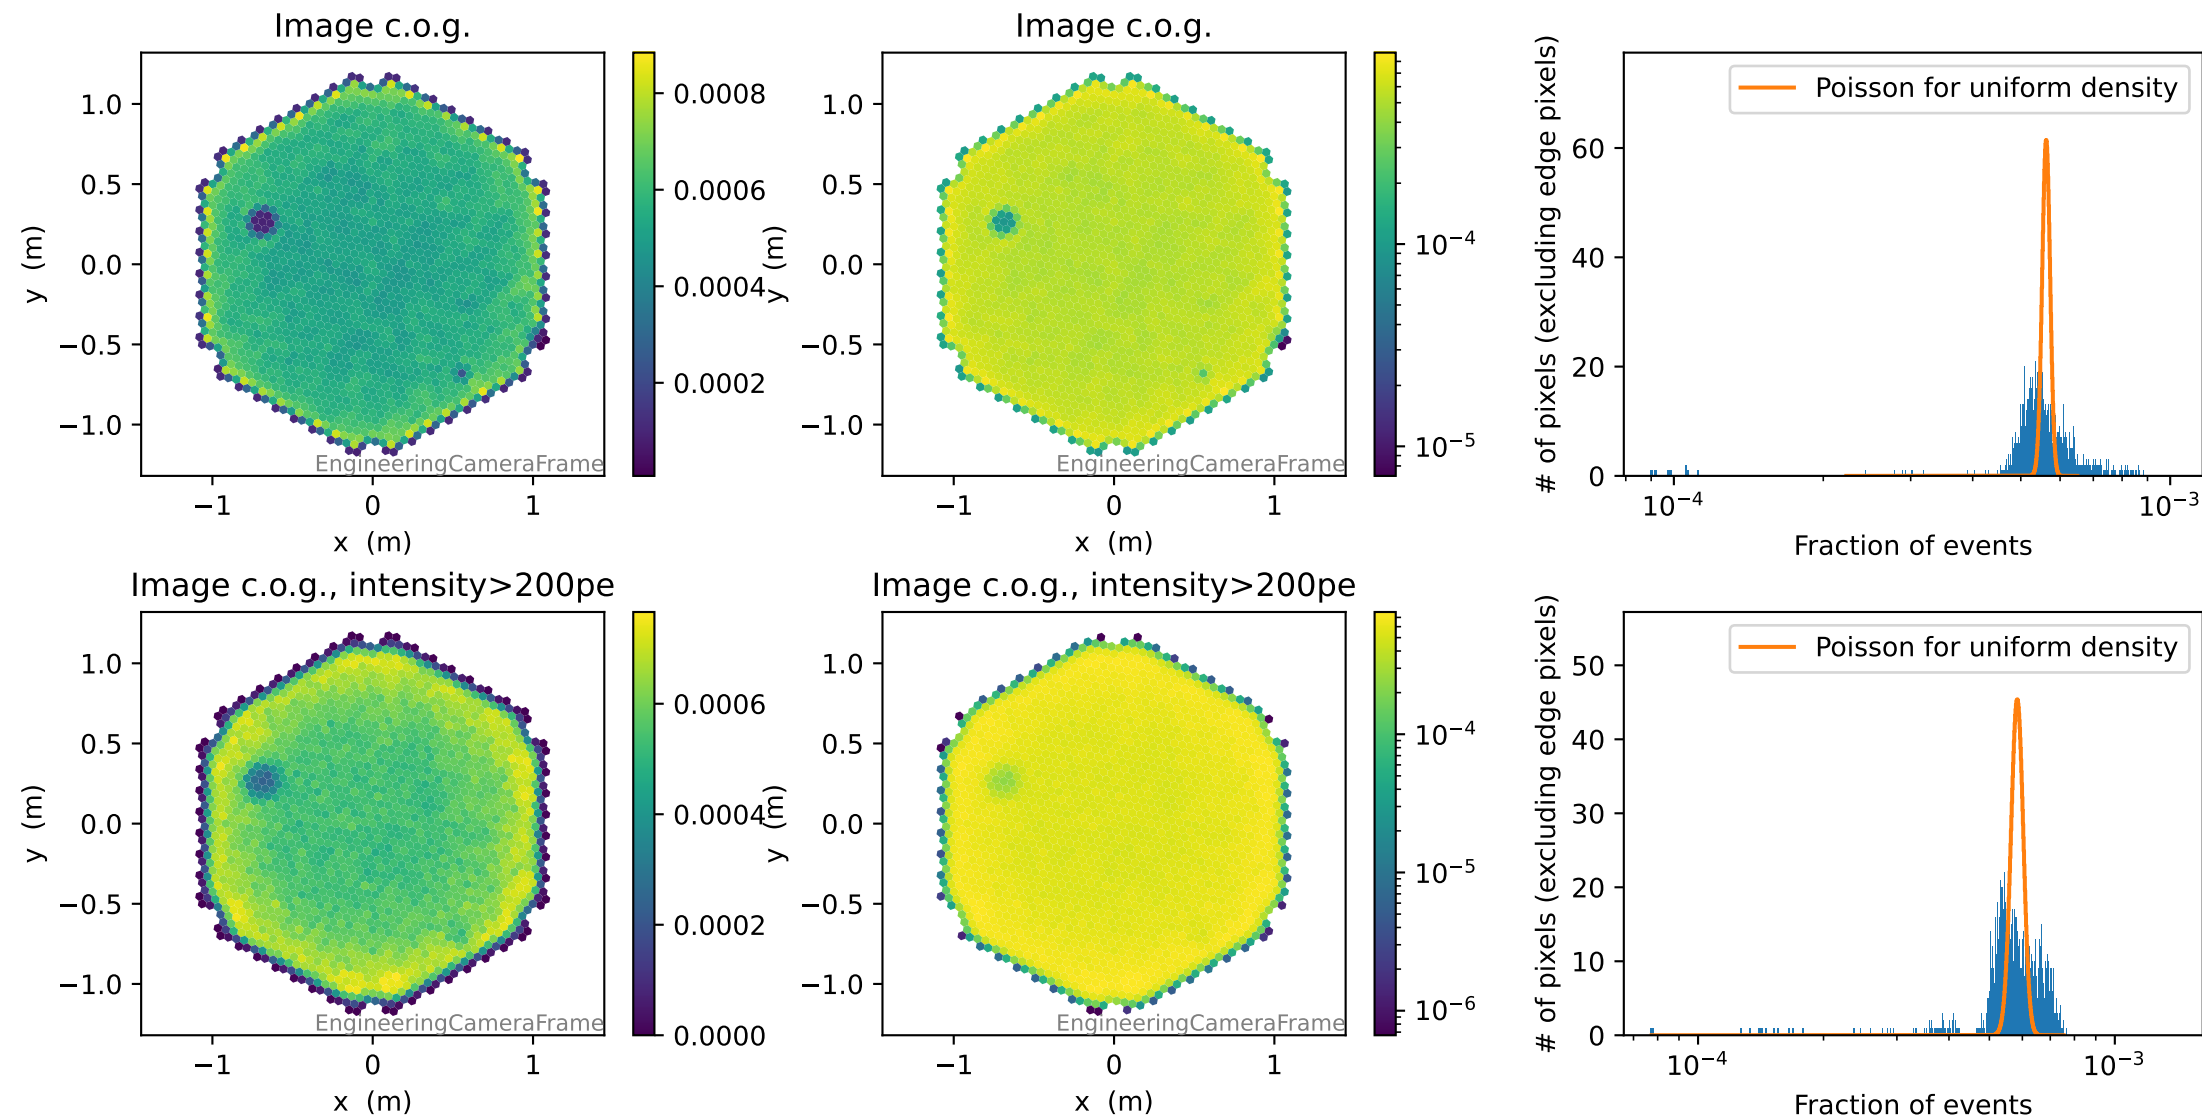 Image c.o.g.
1.0
0.5
0.0
−0.5
−1.0
y (m)
−1 0 1
x (m)
EngineeringCameraFrame
0.0008
0.0006
0.0004
0.0002
Image c.o.g.
1.0
0.5
0.0
−0.5
−1.0
y (m)
−1 0 1
x (m)
EngineeringCameraFrame
10⁻⁴
10⁻⁵
# of pixels (excluding edge pixels)
60
40
20
0
Poisson for uniform density
10⁻⁴ 10⁻³
Fraction of events
Image c.o.g., intensity>200pe
1.0
0.5
0.0
−0.5
−1.0
y (m)
−1 0 1
x (m)
EngineeringCameraFrame
0.0006
0.0004
0.0002
0.0000
Image c.o.g., intensity>200pe
1.0
0.5
0.0
−0.5
−1.0
y (m)
−1 0 1
x (m)
EngineeringCameraFrame
10⁻⁴
10⁻⁵
10⁻⁶
# of pixels (excluding edge pixels)
50
40
30
20
10
0
Poisson for uniform density
10⁻⁴ 10⁻³
Fraction of events